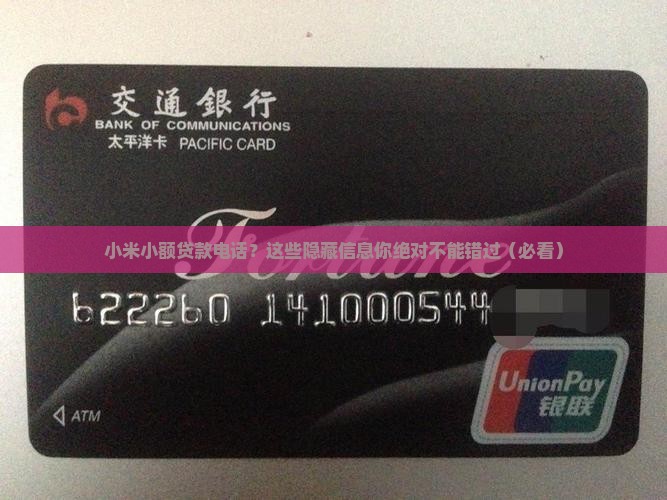 交通銀行
BANK OF COMMUNICATIONS
太平洋卡 PACIFIC CARD
Fortune
小米小额贷款电话？这些隐藏信息你绝对不能错过（必看）
622260 141000544
UnionPay
银联
ATM